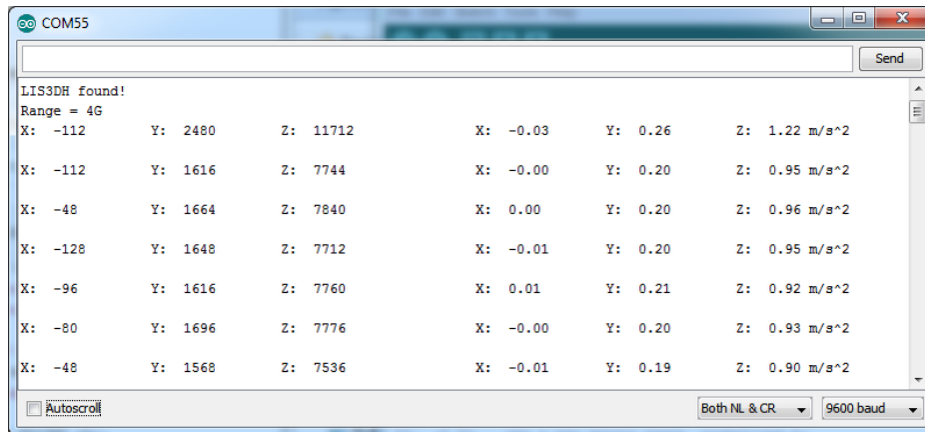 COM55
Send
LIS3DH found!
Range = 4G
X: -112 Y: 2480 Z: 11712 X: -0.03 Y: 0.26 Z: 1.22 m/s^2
X: -112 Y: 1616 Z: 7744 X: -0.00 Y: 0.20 Z: 0.95 m/s^2
X: -48 Y: 1664 Z: 7840 X: 0.00 Y: 0.20 Z: 0.96 m/s^2
X: -128 Y: 1648 Z: 7712 X: -0.01 Y: 0.20 Z: 0.95 m/s^2
X: -96 Y: 1616 Z: 7760 X: 0.01 Y: 0.21 Z: 0.92 m/s^2
X: -80 Y: 1696 Z: 7776 X: -0.00 Y: 0.20 Z: 0.93 m/s^2
X: -48 Y: 1568 Z: 7536 X: -0.01 Y: 0.19 Z: 0.90 m/s^2
Autoscroll Both NL & CR 9600 baud